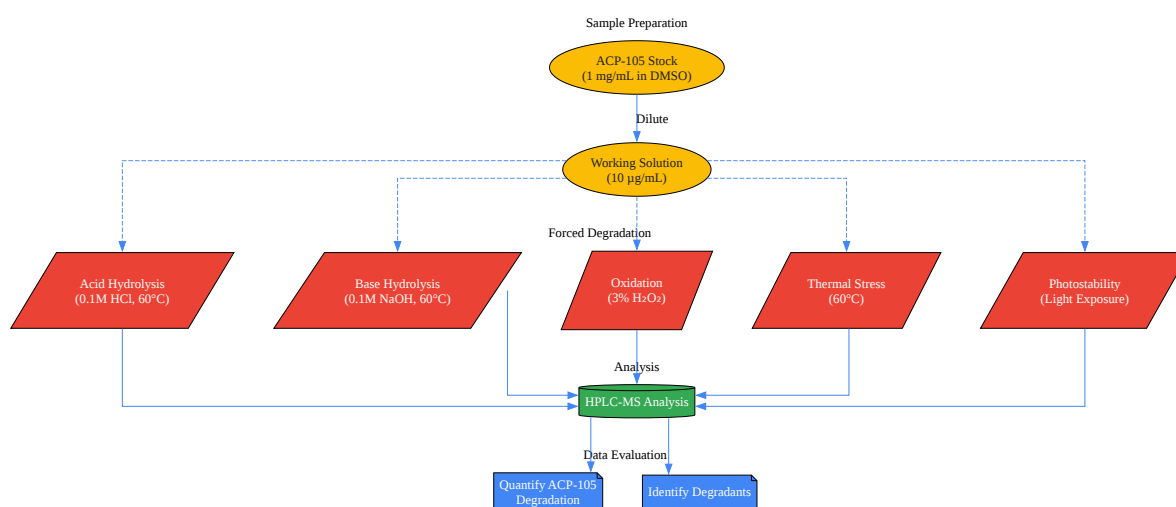 Sample Preparation
ACP-105 Stock
(1 mg/mL in DMSO)
Dilute
Working Solution
(10 µg/mL)
Forced Degradation
Acid Hydrolysis
(0.1M HCl, 60°C)
Base Hydrolysis
(0.1M NaOH, 60°C)
Oxidation
(3% H₂O₂)
Thermal Stress
(60°C)
Photostability
(Light Exposure)
Analysis
HPLC-MS Analysis
Data Evaluation
Quantify ACP-105
Degradation
Identify Degradants